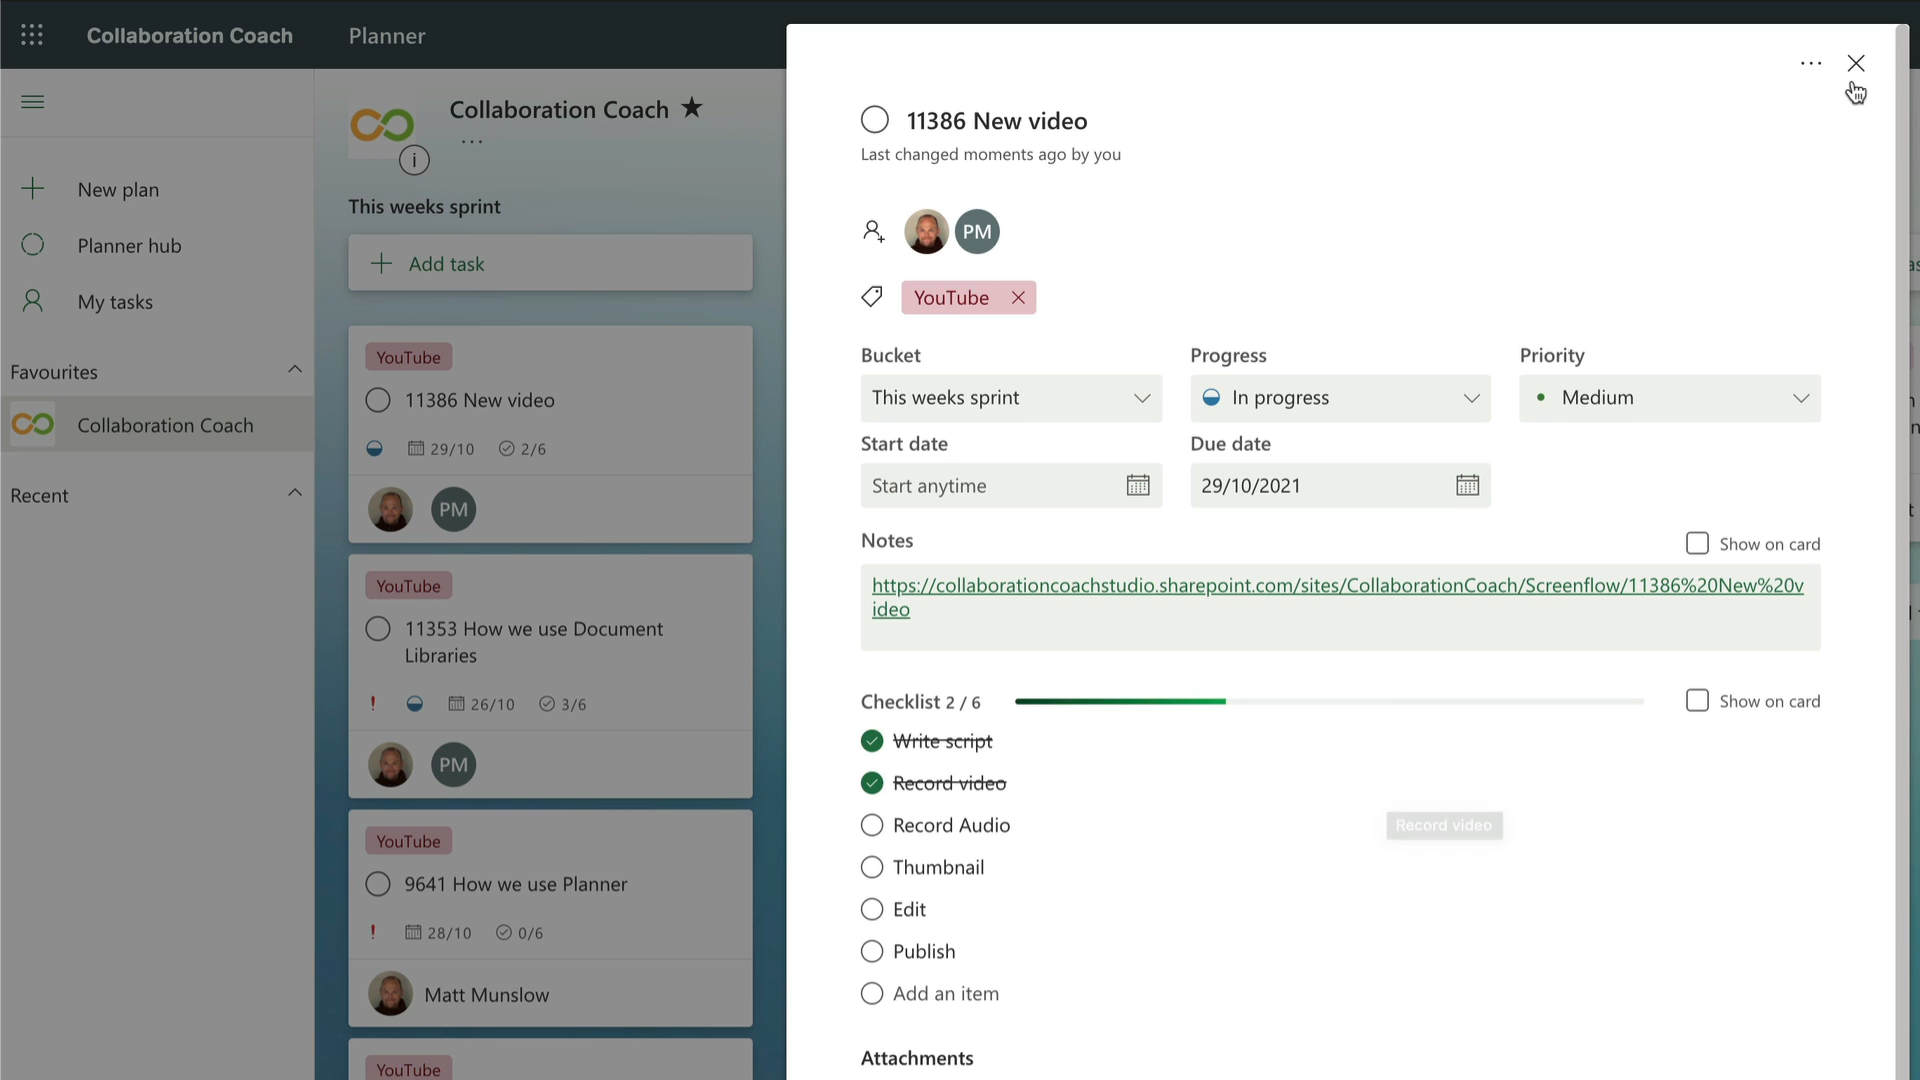 Collaboration Coach
Planner
New plan
Planner hub
My tasks
Favourites
Collaboration Coach
Recent
Collaboration Coach
This weeks sprint
Add task
YouTube
11386 New video
29/10
2/6
PM
YouTube
11353 How we use Document
Libraries
26/10
3/6
PM
YouTube
9641 How we use Planner
28/10
0/6
Matt Munslow
YouTube
11386 New video
Last changed moments ago by you
PM
YouTube
Bucket
Progress
Priority
This weeks sprint
In progress
Medium
Start date
Due date
Start anytime
29/10/2021
Notes
Show on card
https://collaborationcoachstudio.sharepoint.com/sites/CollaborationCoach/Screenflow/11386%20New%20v
ideo
Checklist 2 / 6
Show on card
Write script
Record video
Record Audio
Record video
Thumbnail
Edit
Publish
Add an item
Attachments